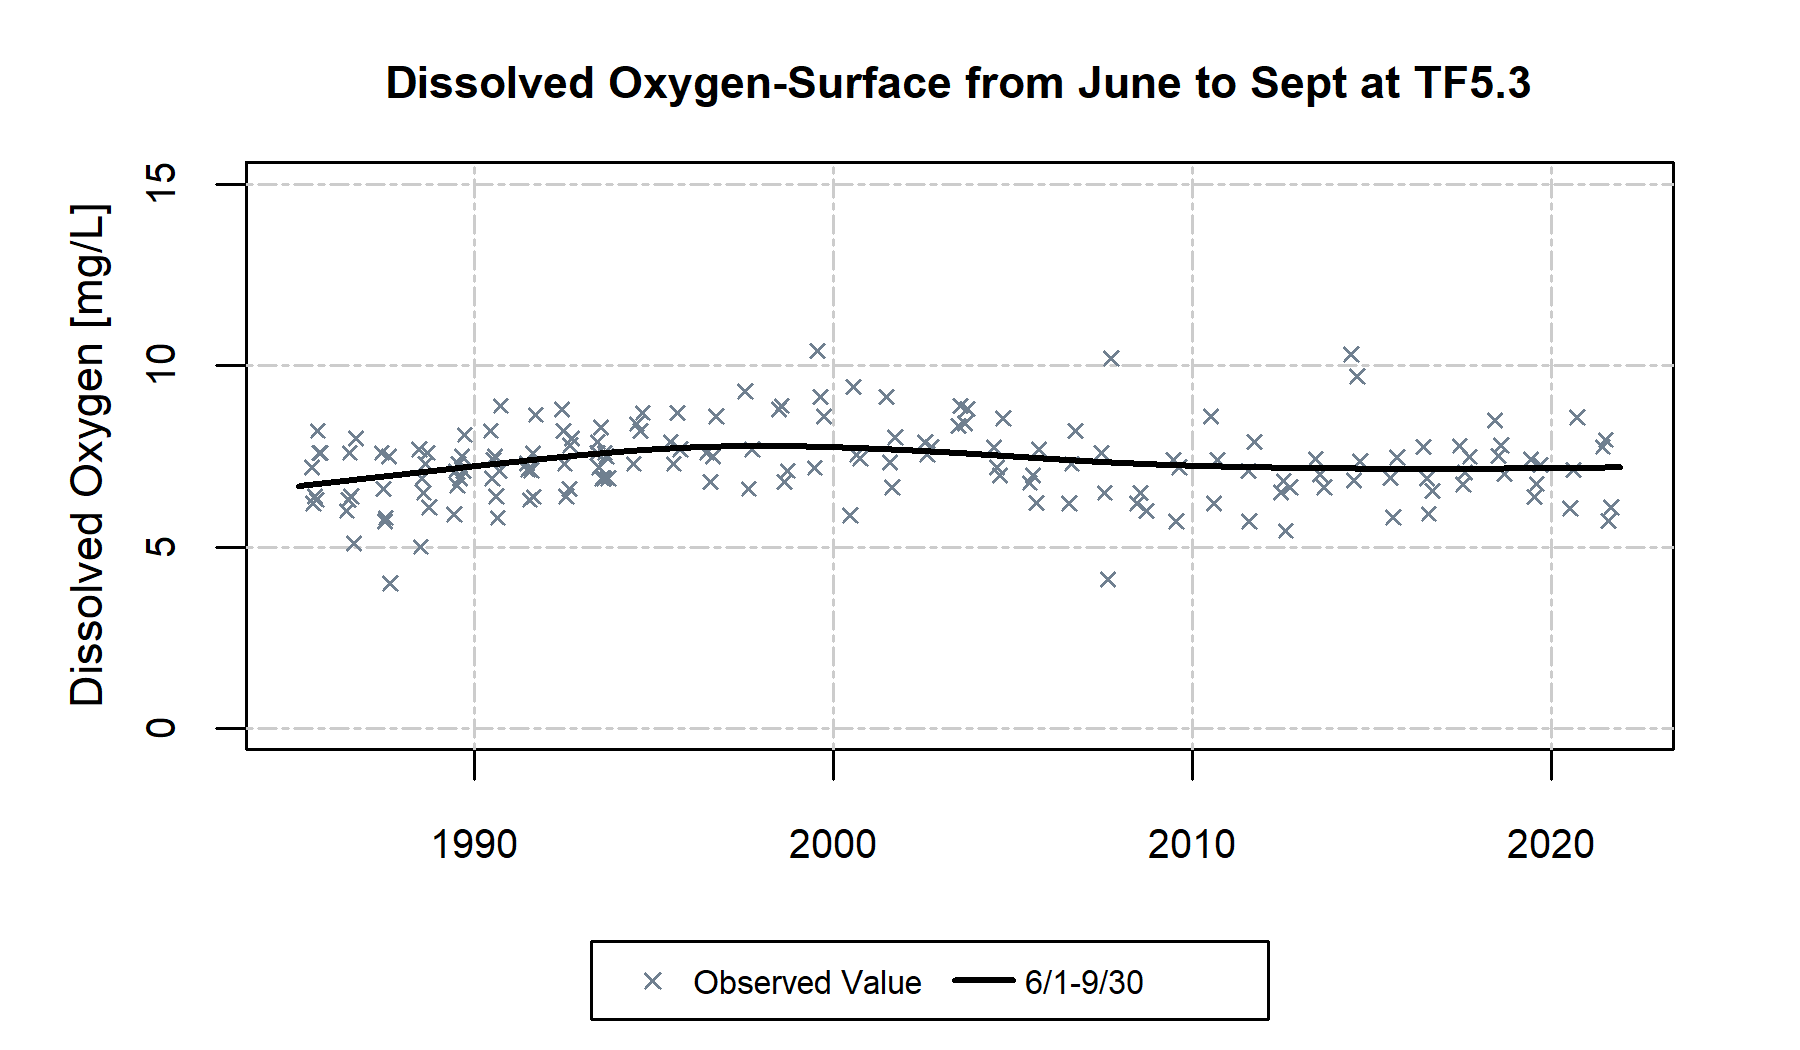 Dissolved Oxygen-Surface from June to Sept at TF5.3
Dissolved Oxygen [mg/L]
15
10
5
0
1990 2000 2010 2020
Observed Value 6/1-9/30